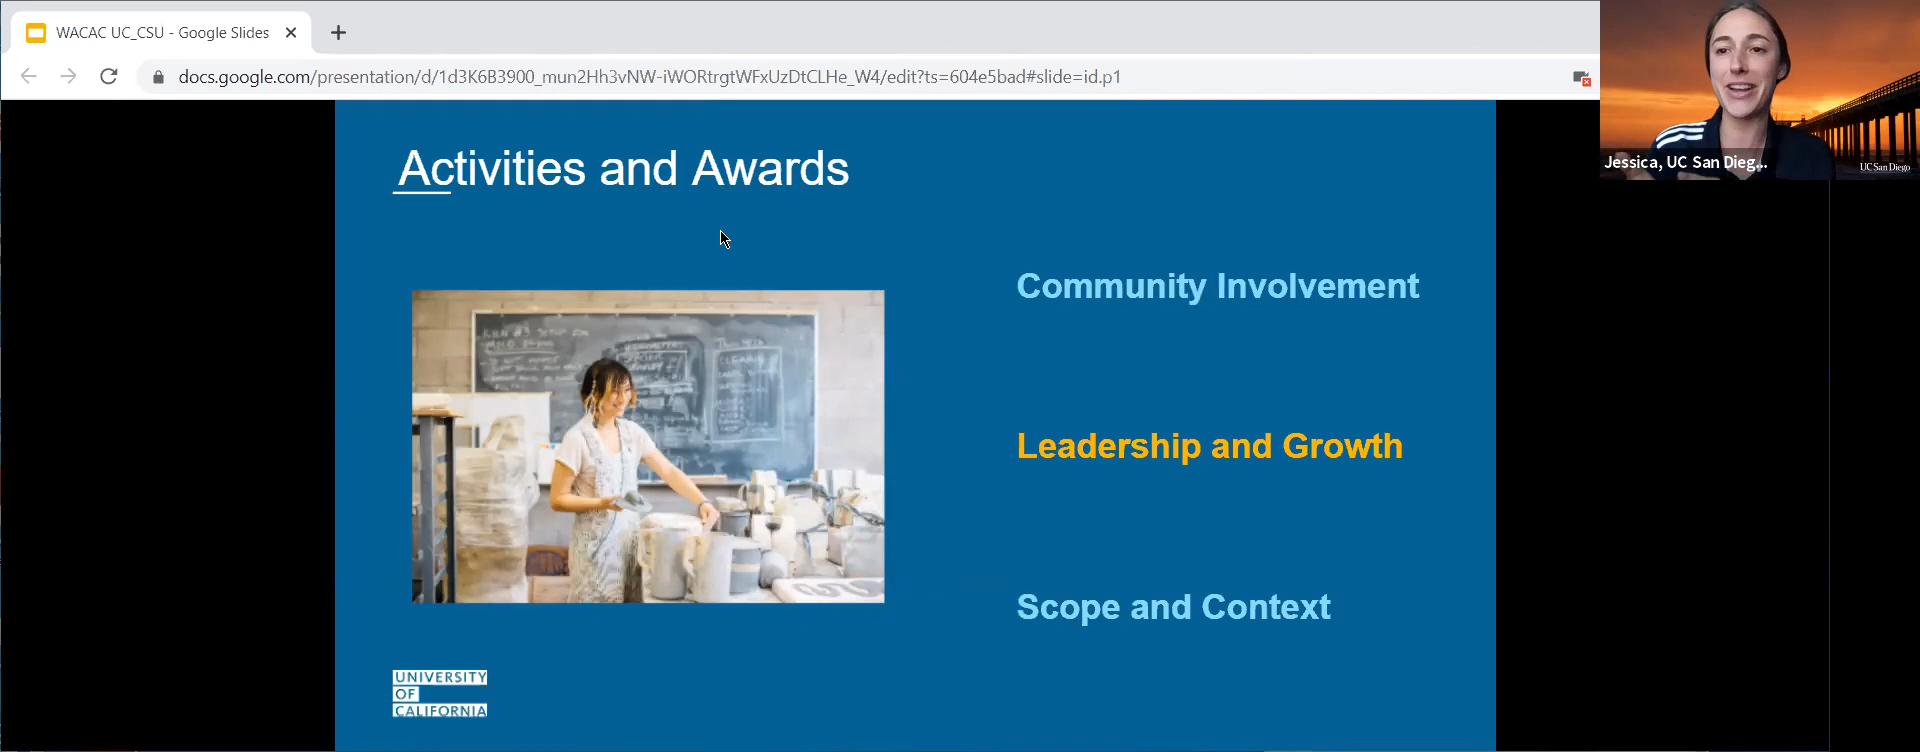 WACAC UC_CSU - Google Slides
docs.google.com/presentation/d/1d3K6B3900_mun2Hh3vNW-iWORtrgtWFxUzDtCLHe_W4/edit?ts=604e5bad#slide=id.p1
Jessica, UC San Dieg...
UC San Diego
Activities and Awards
Community Involvement
Leadership and Growth
Scope and Context
UNIVERSITY
OF
CALIFORNIA